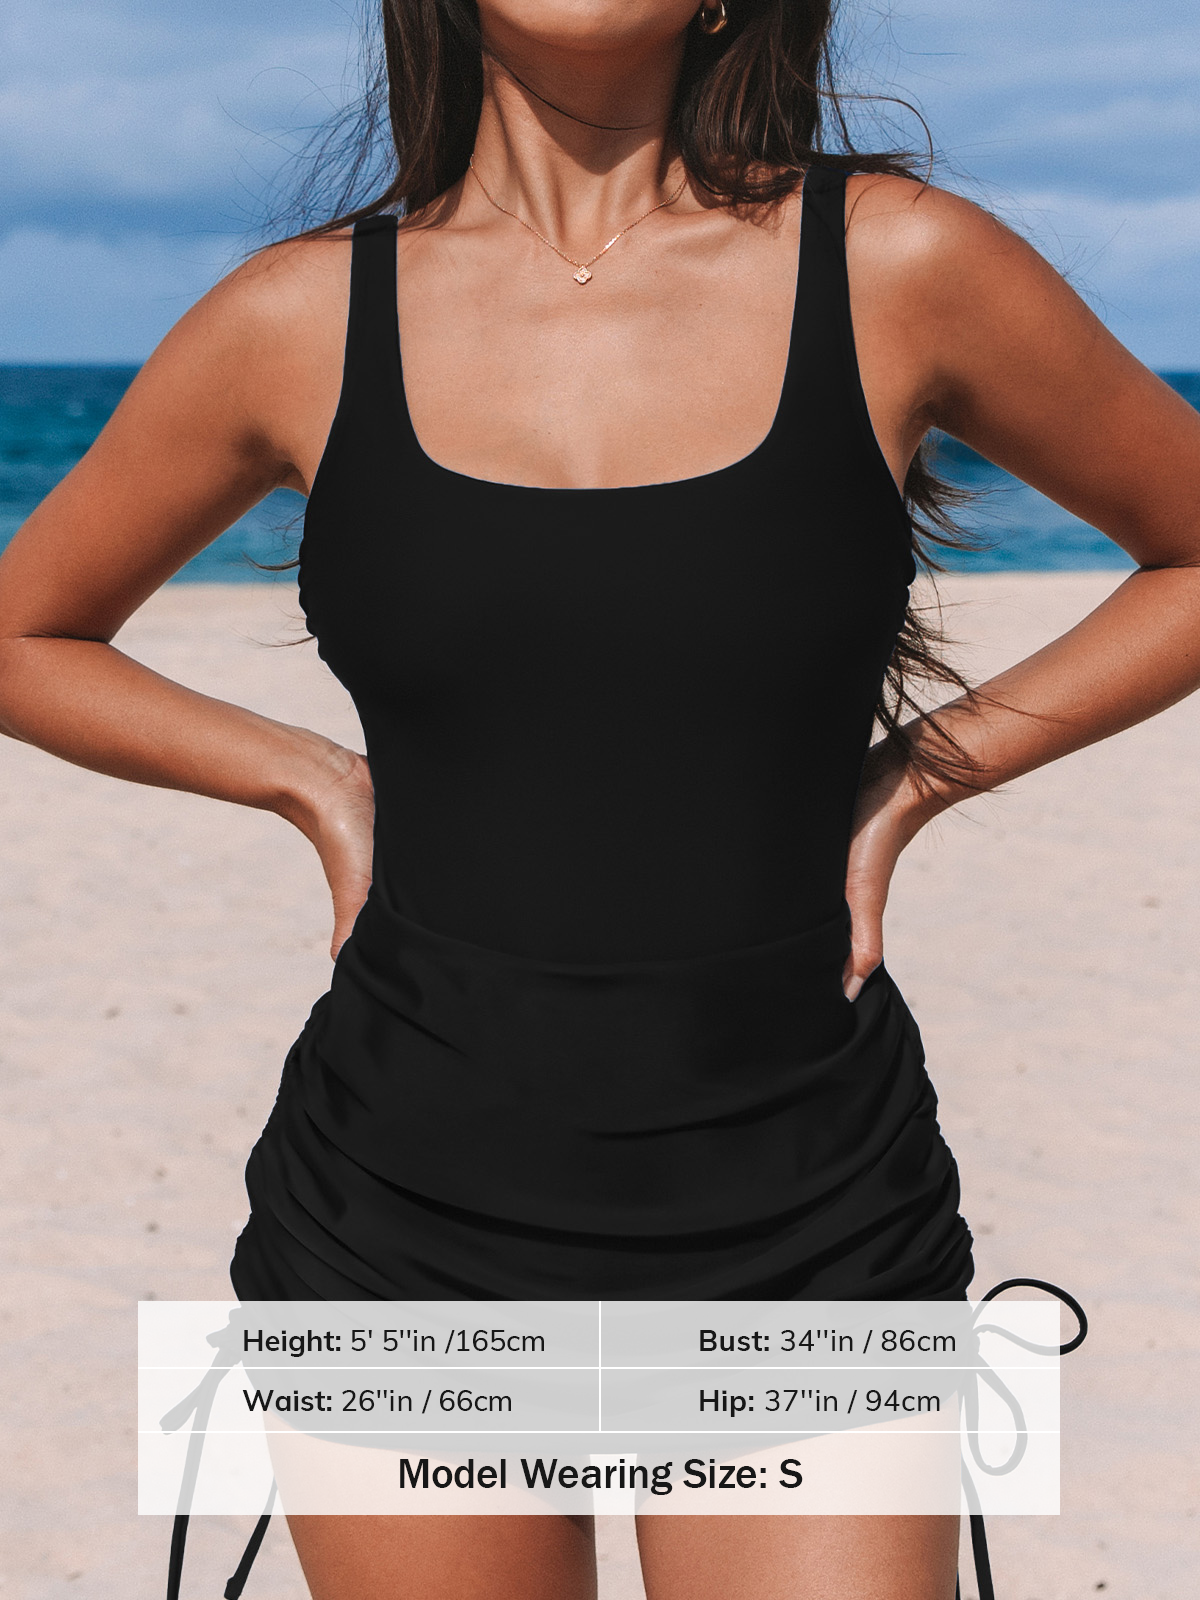 Height: 5' 5''in /165cm
Bust: 34''in / 86cm
Waist: 26''in / 66cm
Hip: 37''in / 94cm
Model Wearing Size: S